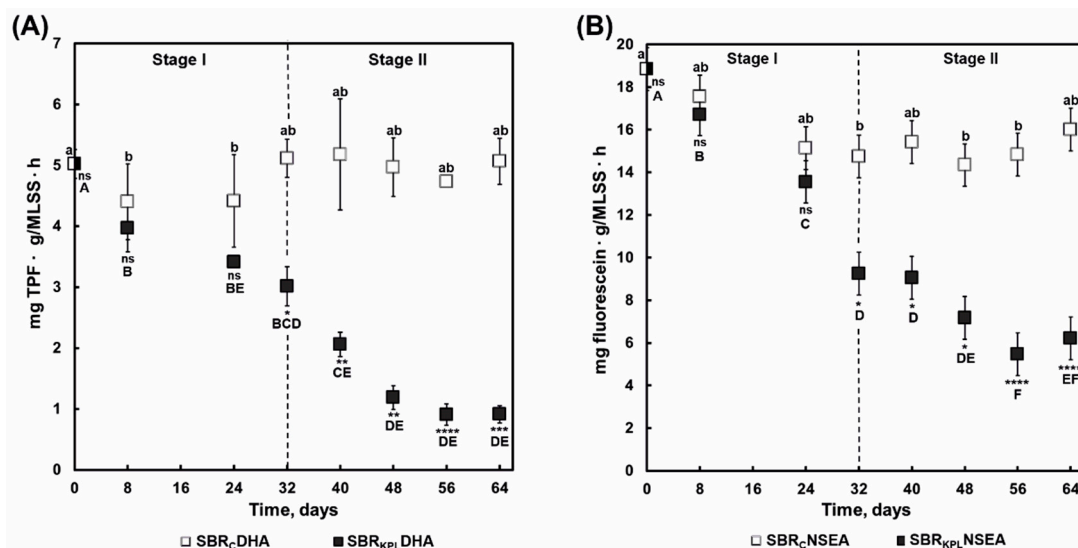 (A)
7
6
5
4
3
2
1
0
mg TPF · g/MLSS · h
Stage I
Stage II
a
b
b
ab
ab
ab
ab
ab
ns
A
ns
B
ns
BE
*
BCD
**
CE
**
DE
****
DE
***
DE
0 8 16 24 32 40 48 56 64
Time, days
SBRCDHA SBRKPLDHA
(B)
20
18
16
14
12
10
8
6
4
2
0
mg fluorescein · g/MLSS · h
Stage I
Stage II
a
ab
ab
b
ab
b
b
ab
ns
A
ns
B
ns
C
*
D
*
D
*
DE
****
F
****
EF
0 8 16 24 32 40 48 56 64
Time, days
SBRCNSEA SBRKPLNSEA